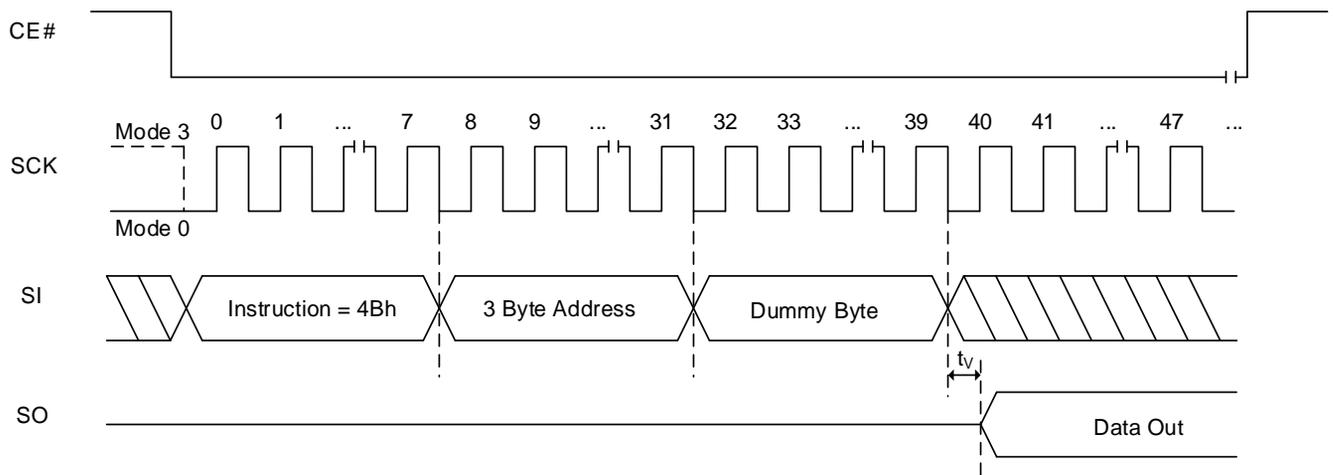 CE#
Mode 3 0 1 ... 7 8 9 ... 31 32 33 ... 39 40 41 ... 47 ...
SCK
Mode 0
SI Instruction = 4Bh 3 Byte Address Dummy Byte
tV
SO Data Out